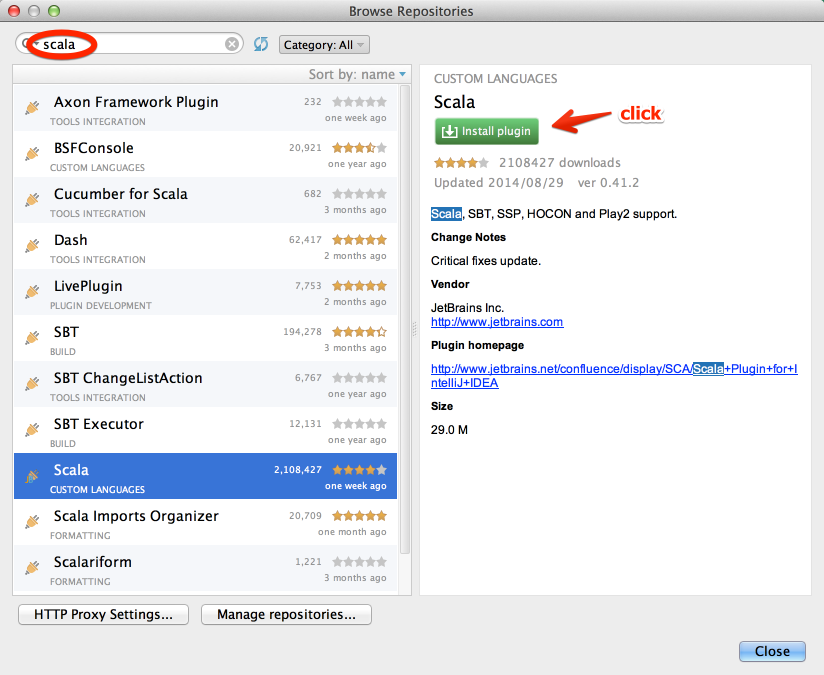 Browse Repositories
scala
Category: All
Sort by: name
Axon Framework Plugin 232
TOOLS INTEGRATION one week ago
BSFConsole 20,921
CUSTOM LANGUAGES one year ago
Cucumber for Scala 682
TOOLS INTEGRATION 3 months ago
Dash 62,417
TOOLS INTEGRATION 2 months ago
LivePlugin 7,753
PLUGIN DEVELOPMENT 2 months ago
SBT 194,278
BUILD 3 months ago
SBT ChangeListAction 6,767
TOOLS INTEGRATION one year ago
SBT Executor 12,131
BUILD one year ago
Scala 2,108,427
CUSTOM LANGUAGES one week ago
Scala Imports Organizer 20,709
FORMATTING one month ago
Scalariform 1,221
FORMATTING 3 months ago
CUSTOM LANGUAGES
Scala
Install plugin
click
2108427 downloads
Updated 2014/08/29 ver 0.41.2
Scala, SBT, SSP, HOCON and Play2 support.
Change Notes
Critical fixes update.
Vendor
JetBrains Inc.
http://www.jetbrains.com
Plugin homepage
http://www.jetbrains.net/confluence/display/SCA/Scala+Plugin+for+I
ntelliJ+IDEA
Size
29.0 M
HTTP Proxy Settings...
Manage repositories...
Close